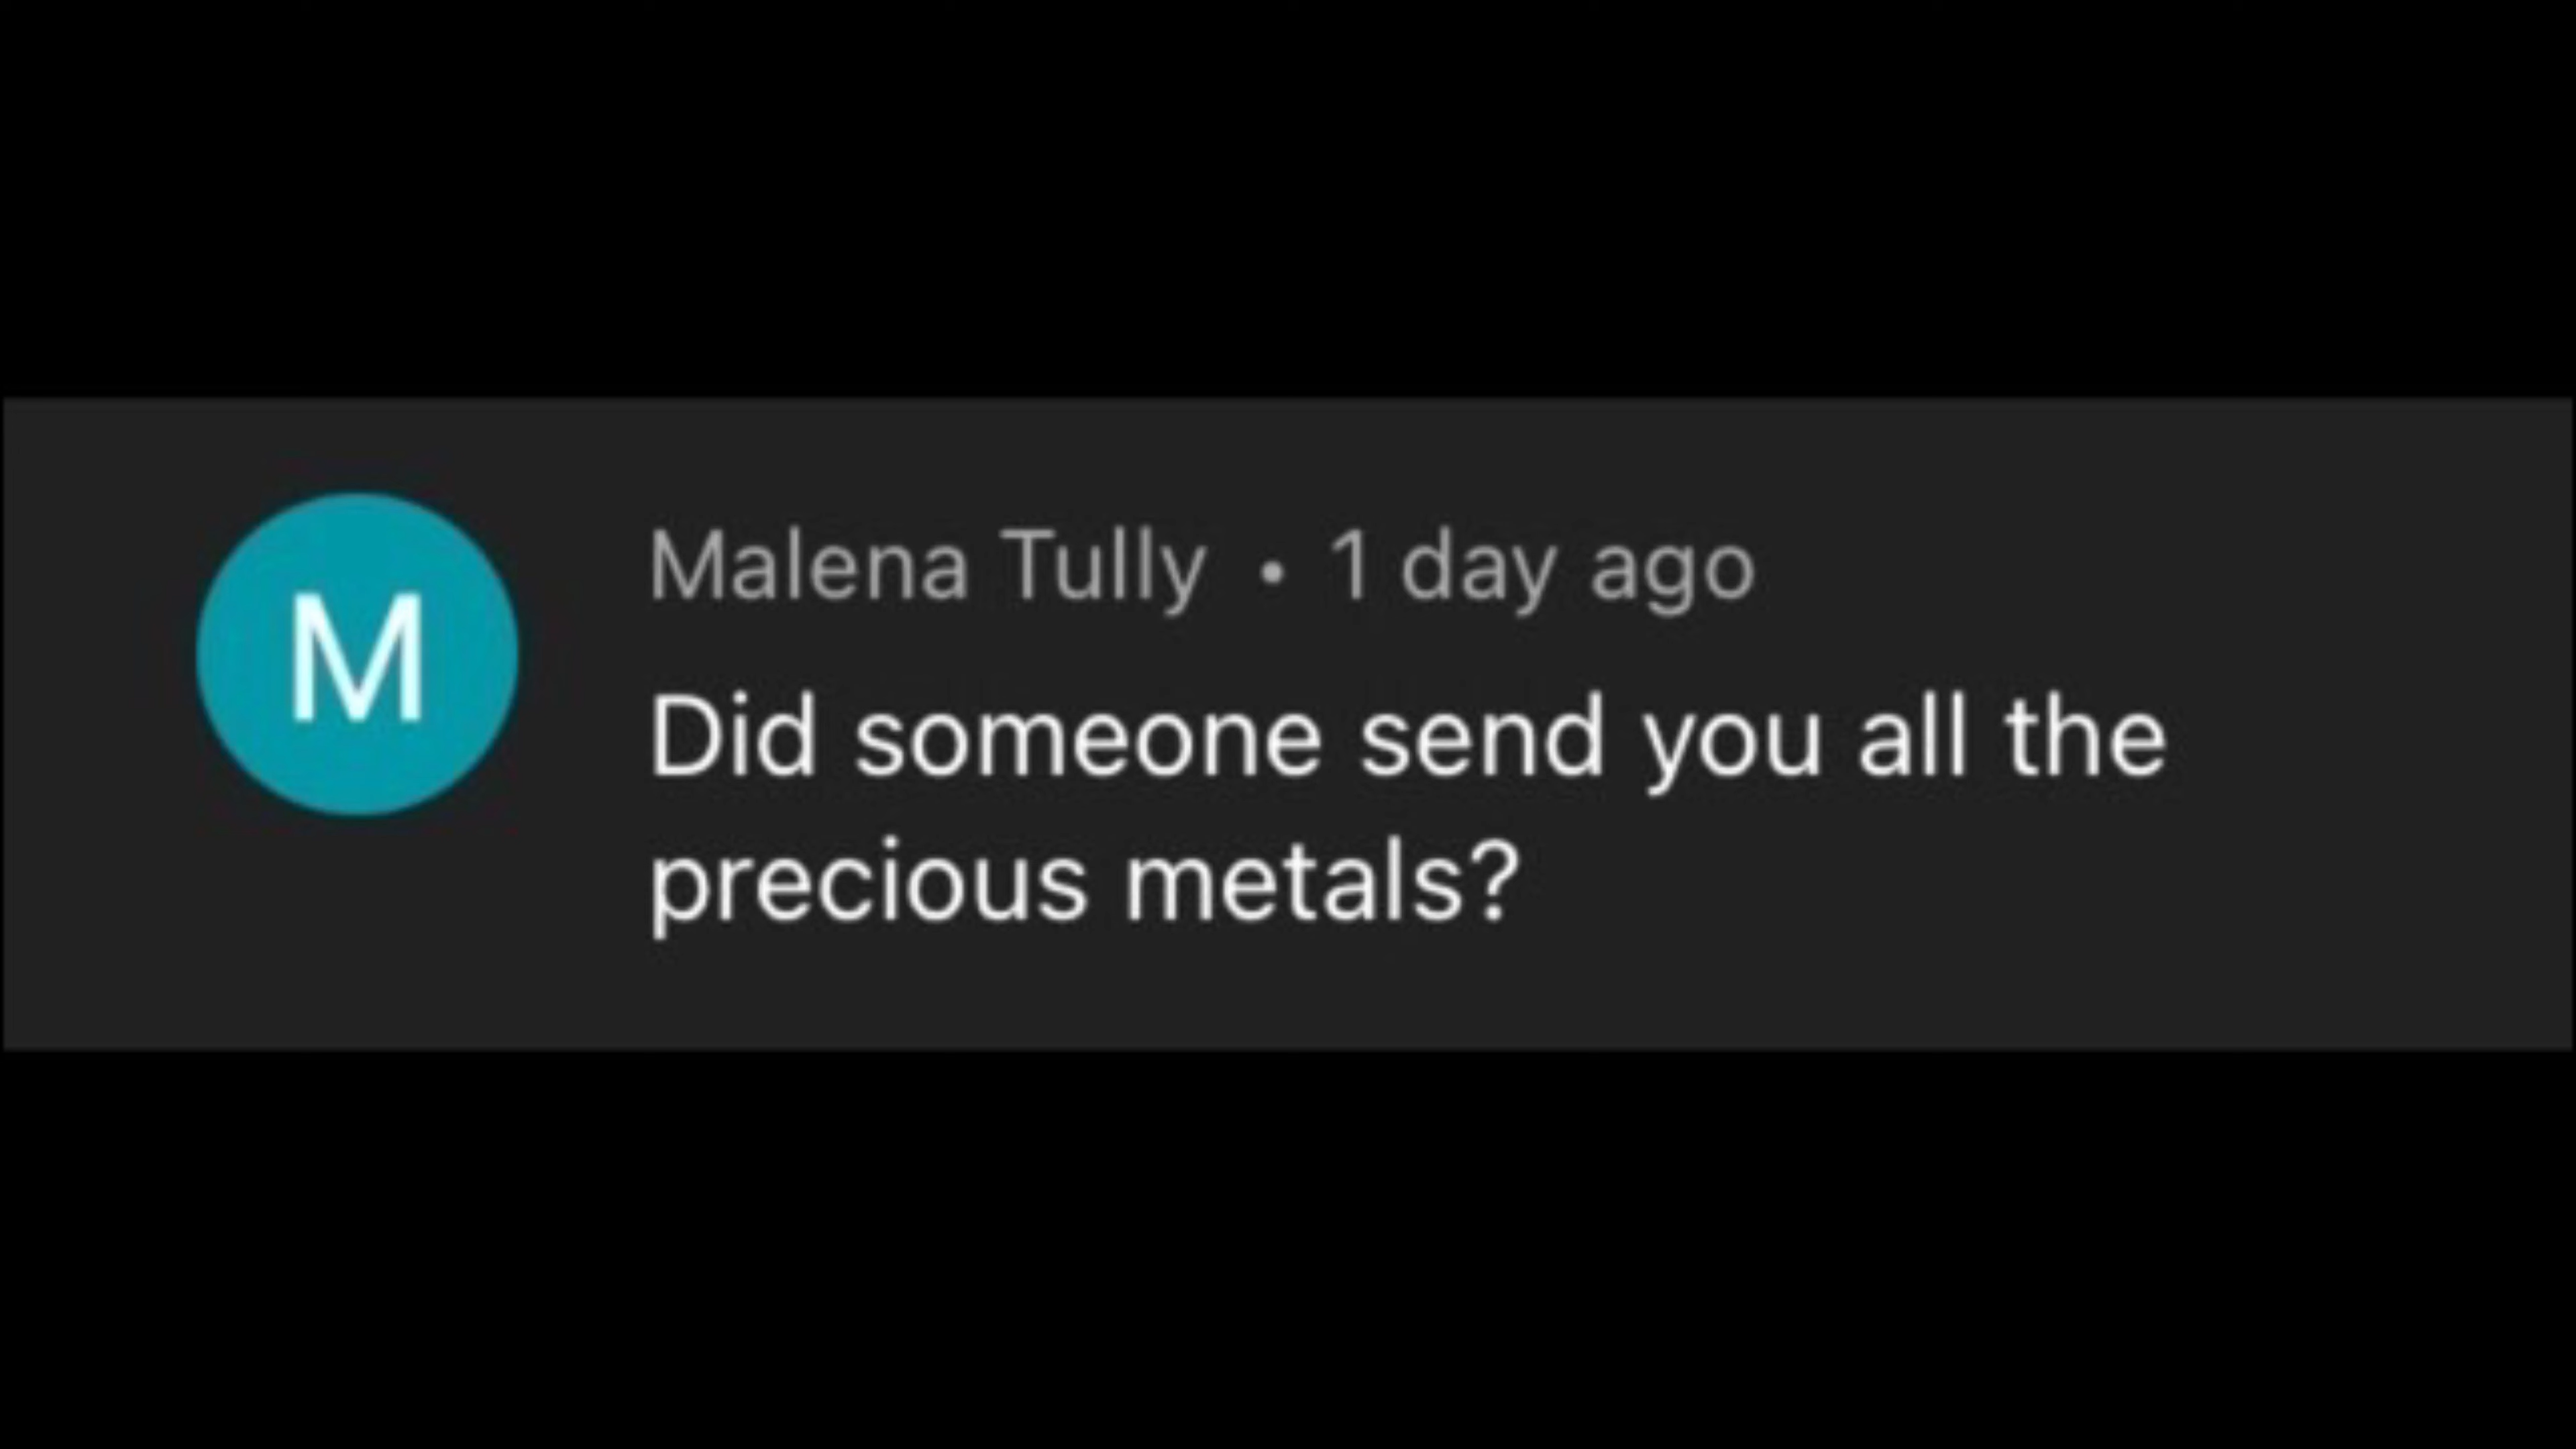 M
Malena Tully • 1 day ago
Did someone send you all the
precious metals?